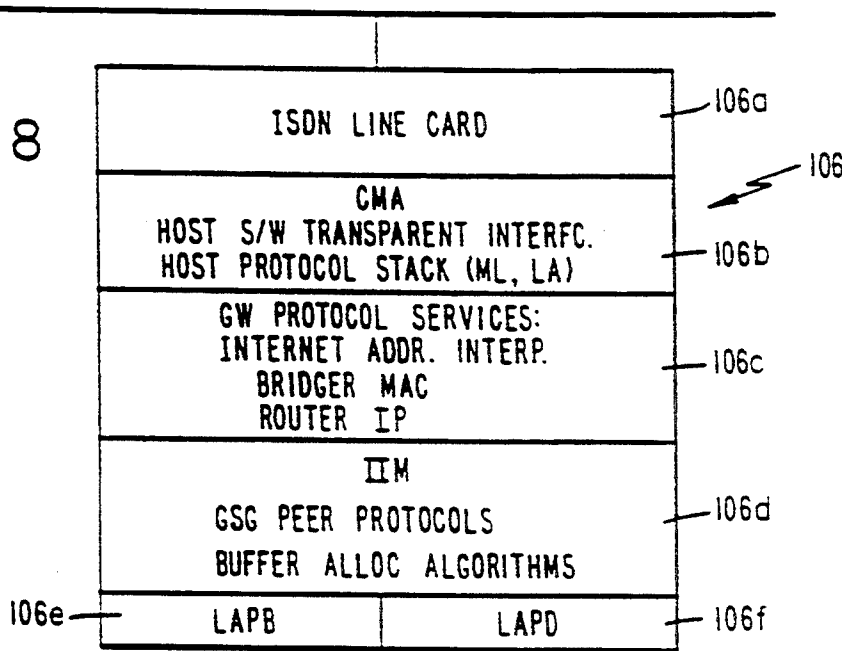 8
ISDN LINE CARD
106a
106
CMA
HOST S/W TRANSPARENT INTERFC.
HOST PROTOCOL STACK (ML, LA)
106b
GW PROTOCOL SERVICES:
INTERNET ADDR. INTERP.
BRIDGER MAC
ROUTER IP
106c
IIM
GSG PEER PROTOCOLS
BUFFER ALLOC ALGORITHMS
106d
106e
LAPB
LAPD
106f